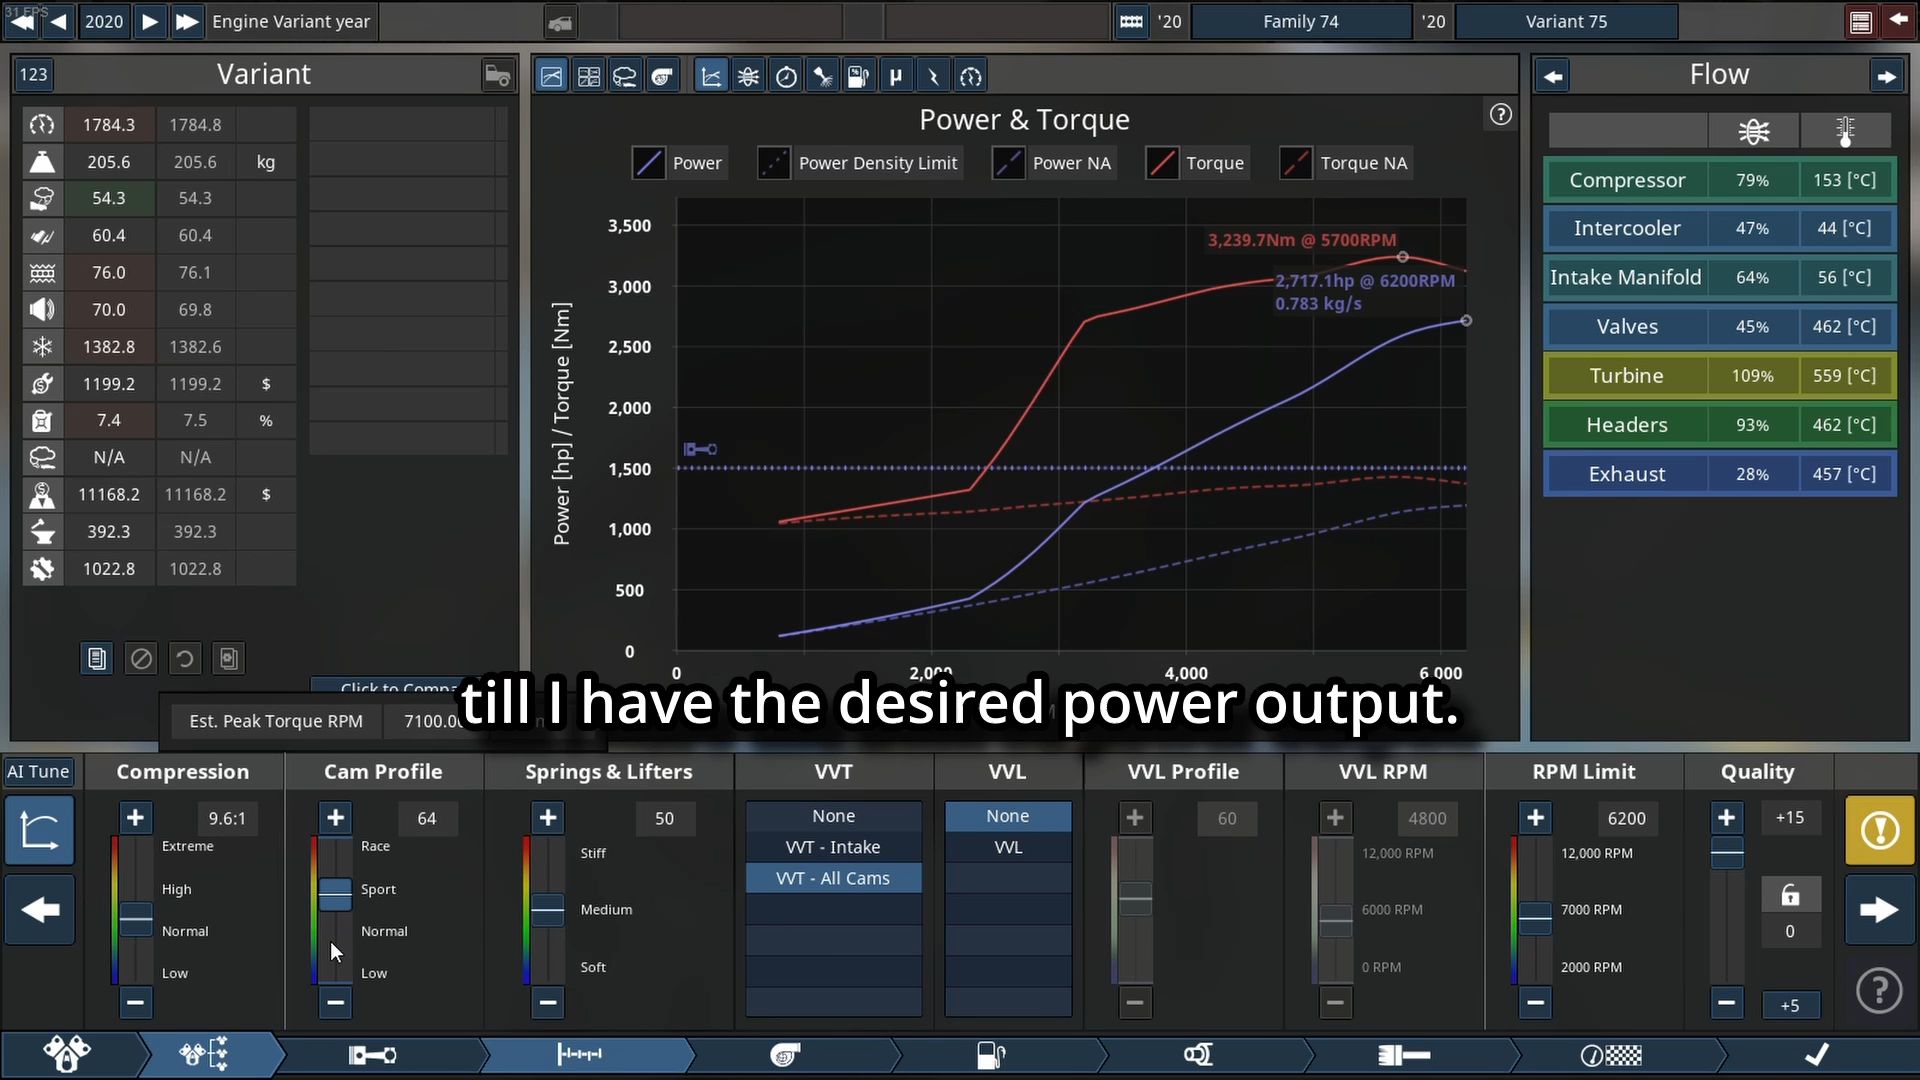 31 FPS
2020
Engine Variant year
'20
Family 74
'20
Variant 75
123
Variant
Flow
Power & Torque
Power
Power Density Limit
Power NA
Torque
Torque NA
1784.3 1784.8
205.6 205.6 kg
54.3 54.3
60.4 60.4
76.0 76.1
70.0 69.8
1382.8 1382.6
1199.2 1199.2 $
7.4 7.5 %
N/A N/A
11168.2 11168.2 $
392.3 392.3
1022.8 1022.8
Power [hp] / Torque [Nm]
3,500
3,000
2,500
2,000
1,500
1,000
500
0
3,239.7Nm @ 5700RPM
2,717.1hp @ 6200RPM
0.783 kg/s
0 2,000 4,000 6,000
Compressor 79% 153 [°C]
Intercooler 47% 44 [°C]
Intake Manifold 64% 56 [°C]
Valves 45% 462 [°C]
Turbine 109% 559 [°C]
Headers 93% 462 [°C]
Exhaust 28% 457 [°C]
Click to
Est. Peak Torque RPM
till I have the desired power output.
AI Tune
Compression
Cam Profile
Springs & Lifters
VVT
VVL
VVL Profile
VVL RPM
RPM Limit
Quality
9.6:1
Extreme
High
Normal
Low
64
Race
Sport
Normal
Low
50
Stiff
Medium
Soft
None
VVT - Intake
VVT - All Cams
None
VVL
60
4800
12,000 RPM
6000 RPM
0 RPM
6200
12,000 RPM
7000 RPM
2000 RPM
+15
0
+5